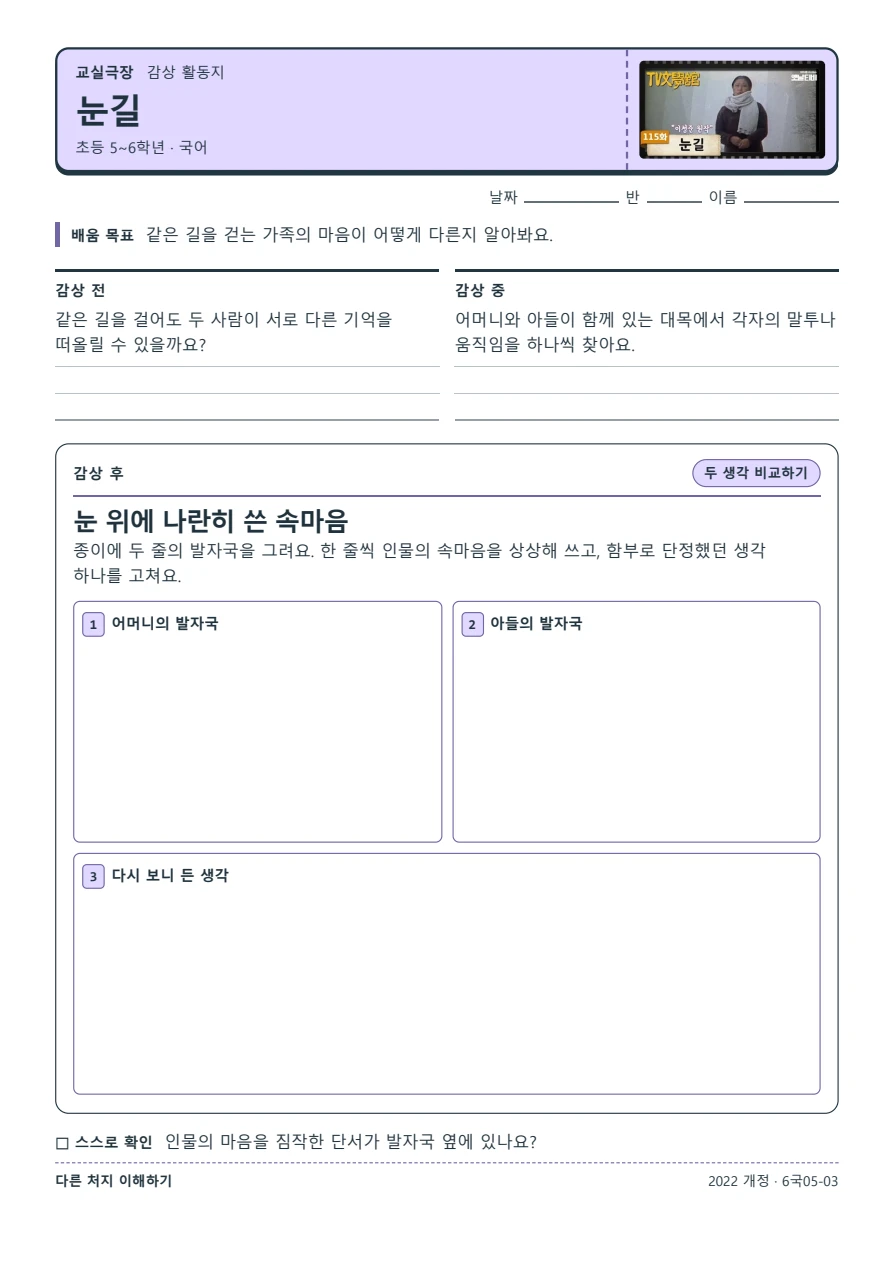 교실극장 감상 활동지
눈길
초등 5~6학년 · 국어
TV文學館
옛날티비
"이청준 원작"
115화
눈길
날짜 반 이름
배움 목표 같은 길을 걷는 가족의 마음이 어떻게 다른지 알아봐요.
감상 전
같은 길을 걸어도 두 사람이 서로 다른 기억을
떠올릴 수 있을까요?
감상 중
어머니와 아들이 함께 있는 대목에서 각자의 말투나
움직임을 하나씩 찾아요.
감상 후
두 생각 비교하기
눈 위에 나란히 쓴 속마음
종이에 두 줄의 발자국을 그려요. 한 줄씩 인물의 속마음을 상상해 쓰고, 함부로 단정했던 생각
하나를 고쳐요.
1 어머니의 발자국
2 아들의 발자국
3 다시 보니 든 생각
□ 스스로 확인 인물의 마음을 짐작한 단서가 발자국 옆에 있나요?
다른 처지 이해하기
2022 개정 · 6국05-03